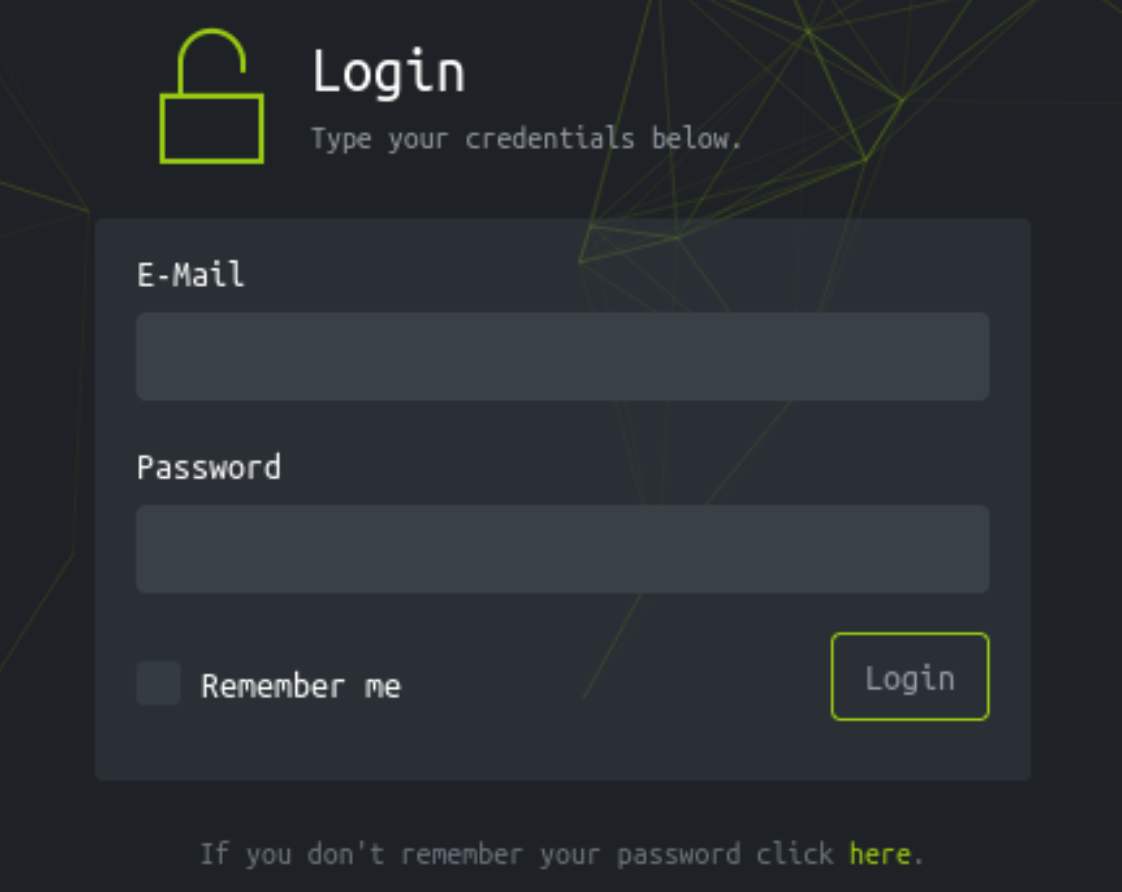 Login
Type your credentials below.
E-Mail
Password
Remember me
Login
If you don't remember your password click here.